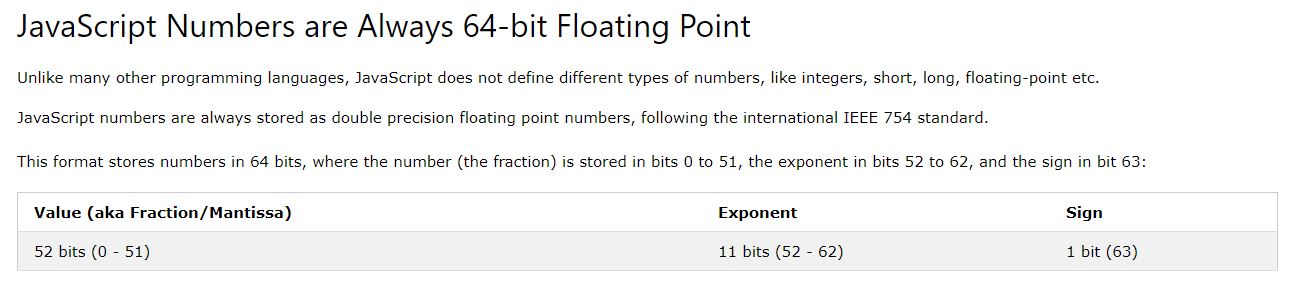 JavaScript Numbers are Always 64-bit Floating Point
Unlike many other programming languages, JavaScript does not define different types of numbers, like integers, short, long, floating-point etc.
JavaScript numbers are always stored as double precision floating point numbers, following the international IEEE 754 standard.
This format stores numbers in 64 bits, where the number (the fraction) is stored in bits 0 to 51, the exponent in bits 52 to 62, and the sign in bit 63:
Value (aka Fraction/Mantissa) Exponent Sign
52 bits (0 - 51) 11 bits (52 - 62) 1 bit (63)